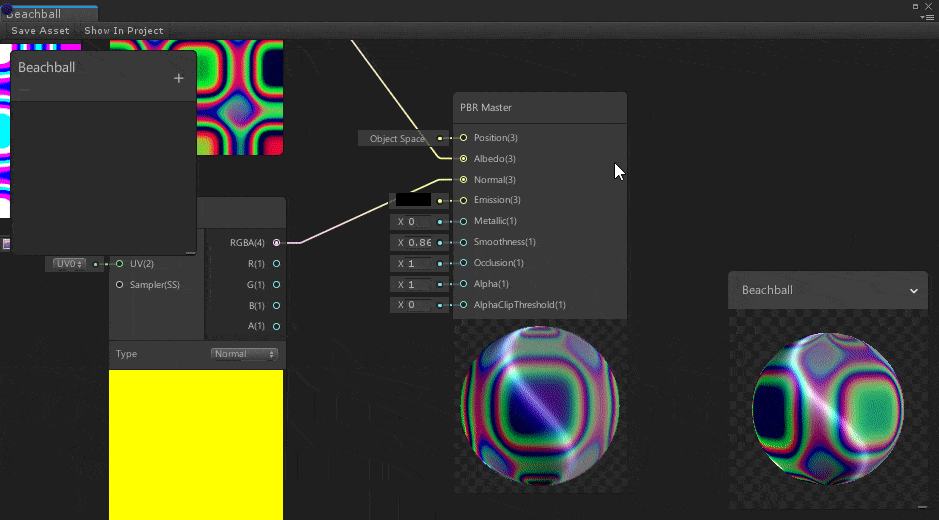 Beachball
Save Asset Show In Project
Beachball
+
PBR Master
Object Space
Position(3)
Albedo(3)
Normal(3)
Emission(3)
X 0
Metallic(1)
X 0.86
Smoothness(1)
X 1
Occlusion(1)
X 1
Alpha(1)
X 0
AlphaClipThreshold(1)
RGBA(4)
UV0
UV(2)
R(1)
Sampler(SS)
G(1)
B(1)
A(1)
Type
Normal
Beachball